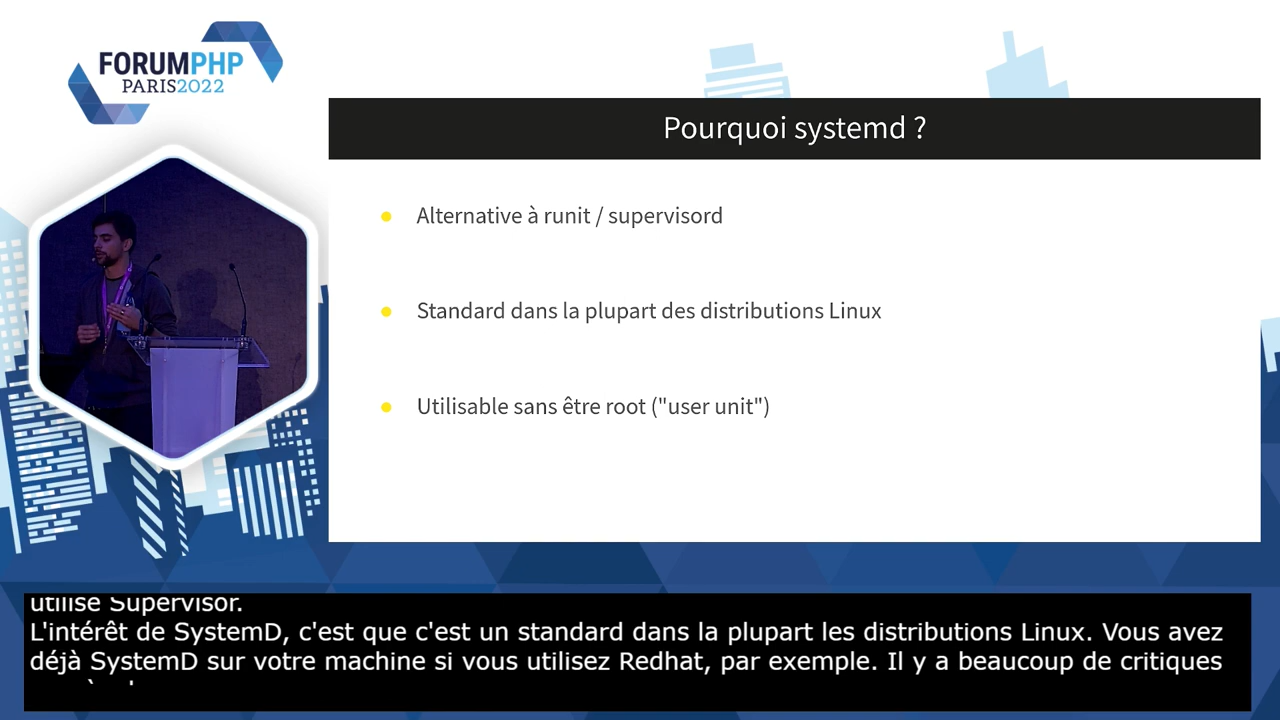 FORUMPHP
PARIS2022
Pourquoi systemd ?
Alternative à runit / supervisord
Standard dans la plupart des distributions Linux
Utilisable sans être root ("user unit")
utilise Supervisor.
L'intérêt de SystemD, c'est que c'est un standard dans la plupart les distributions Linux. Vous avez
déjà SystemD sur votre machine si vous utilisez Redhat, par exemple. Il y a beaucoup de critiques